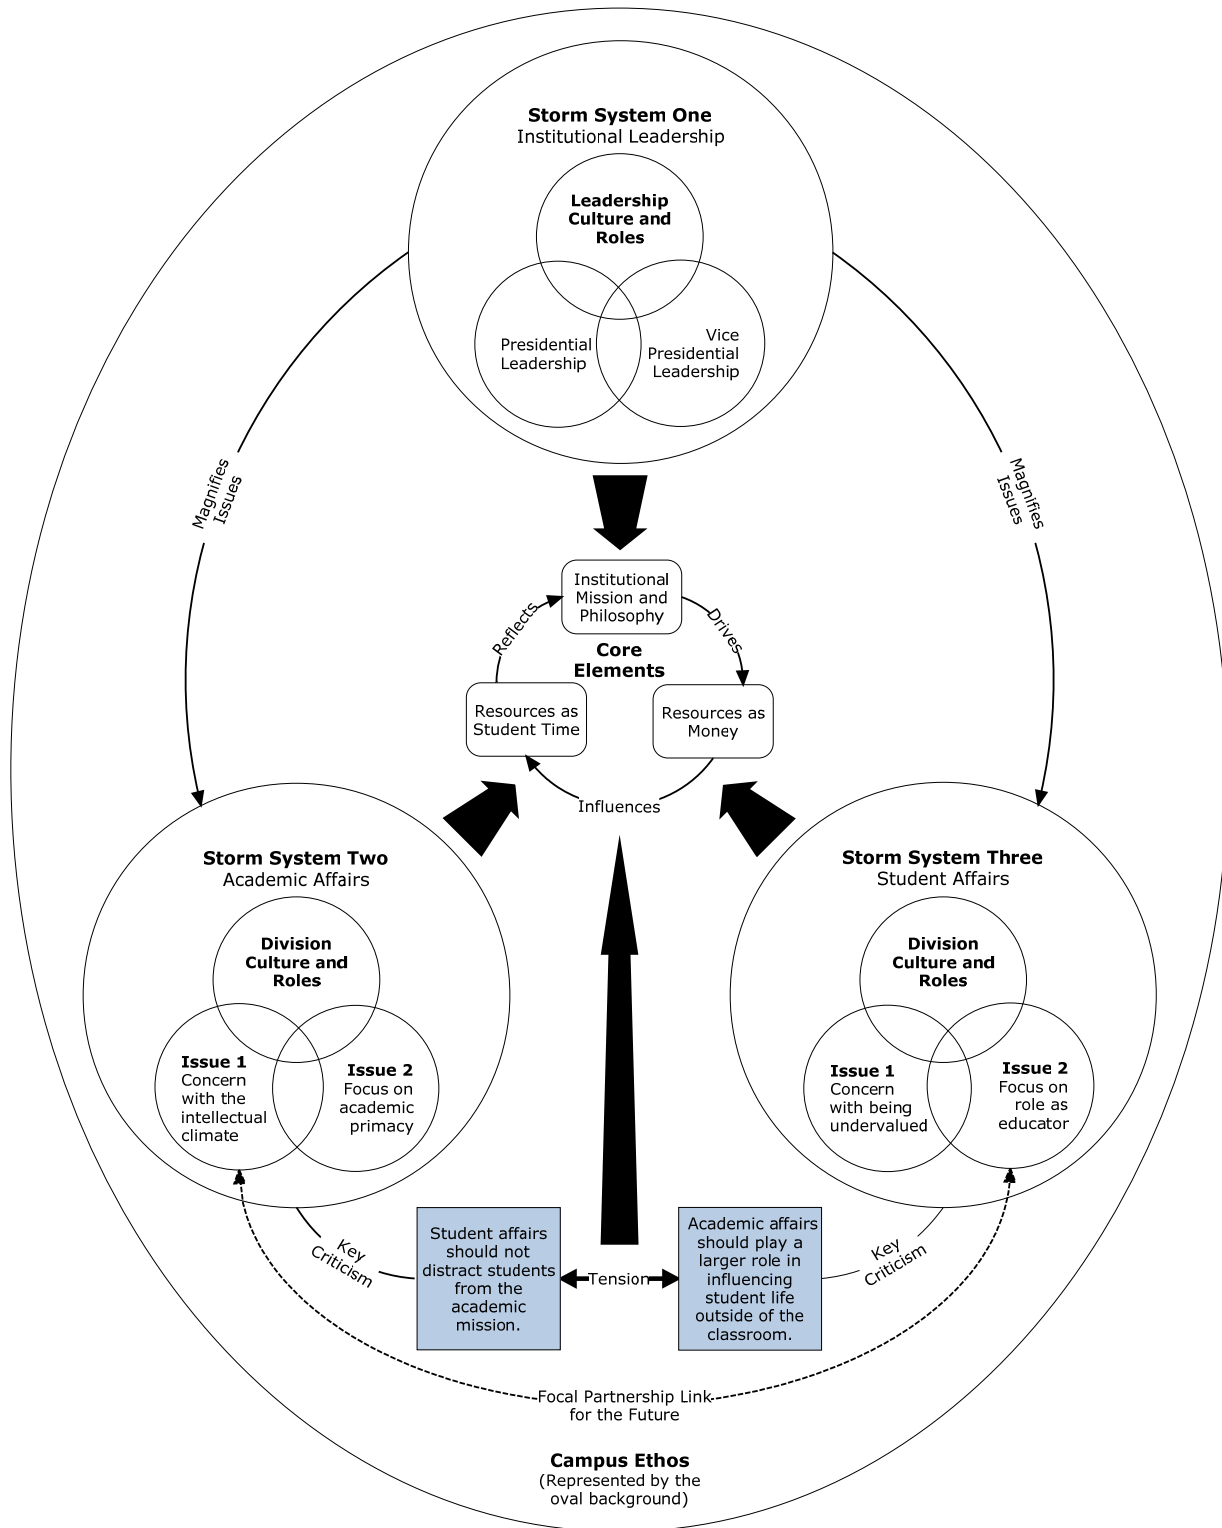 Storm System One
Institutional Leadership
Leadership
Culture and
Roles
Presidential
Leadership
Vice
Presidential
Leadership
Magnifies
Issues
Magnifies
Issues
Institutional
Mission and
Philosophy
Reflects
Drives
Core
Elements
Resources as
Student Time
Resources as
Money
Influences
Storm System Two
Academic Affairs
Division
Culture and
Roles
Issue 1
Concern
with the
intellectual
climate
Issue 2
Focus on
academic
primacy
Storm System Three
Student Affairs
Division
Culture and
Roles
Issue 1
Concern
with being
undervalued
Issue 2
Focus on
role as
educator
Key
Criticism
Student affairs
should not
distract students
from the
academic
mission.
Tension
Academic affairs
should play a
larger role in
influencing
student life
outside of the
classroom.
Key
Criticism
Focal Partnership Link
for the Future
Campus Ethos
(Represented by the
oval background)